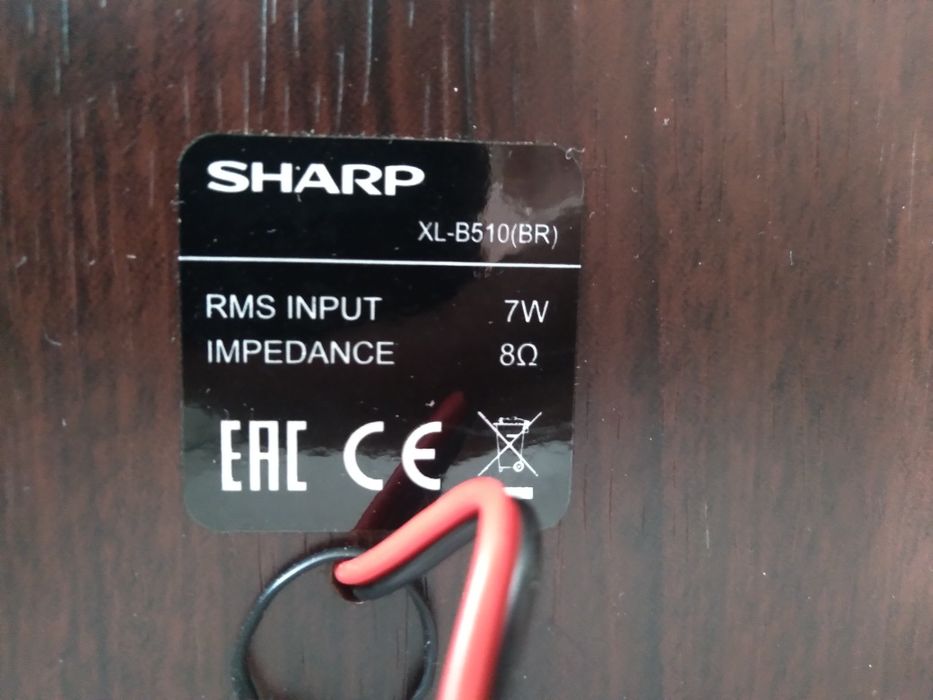 SHARP
XL-B510(BR)
RMS INPUT 7W
IMPEDANCE 8Ω
EAC CE